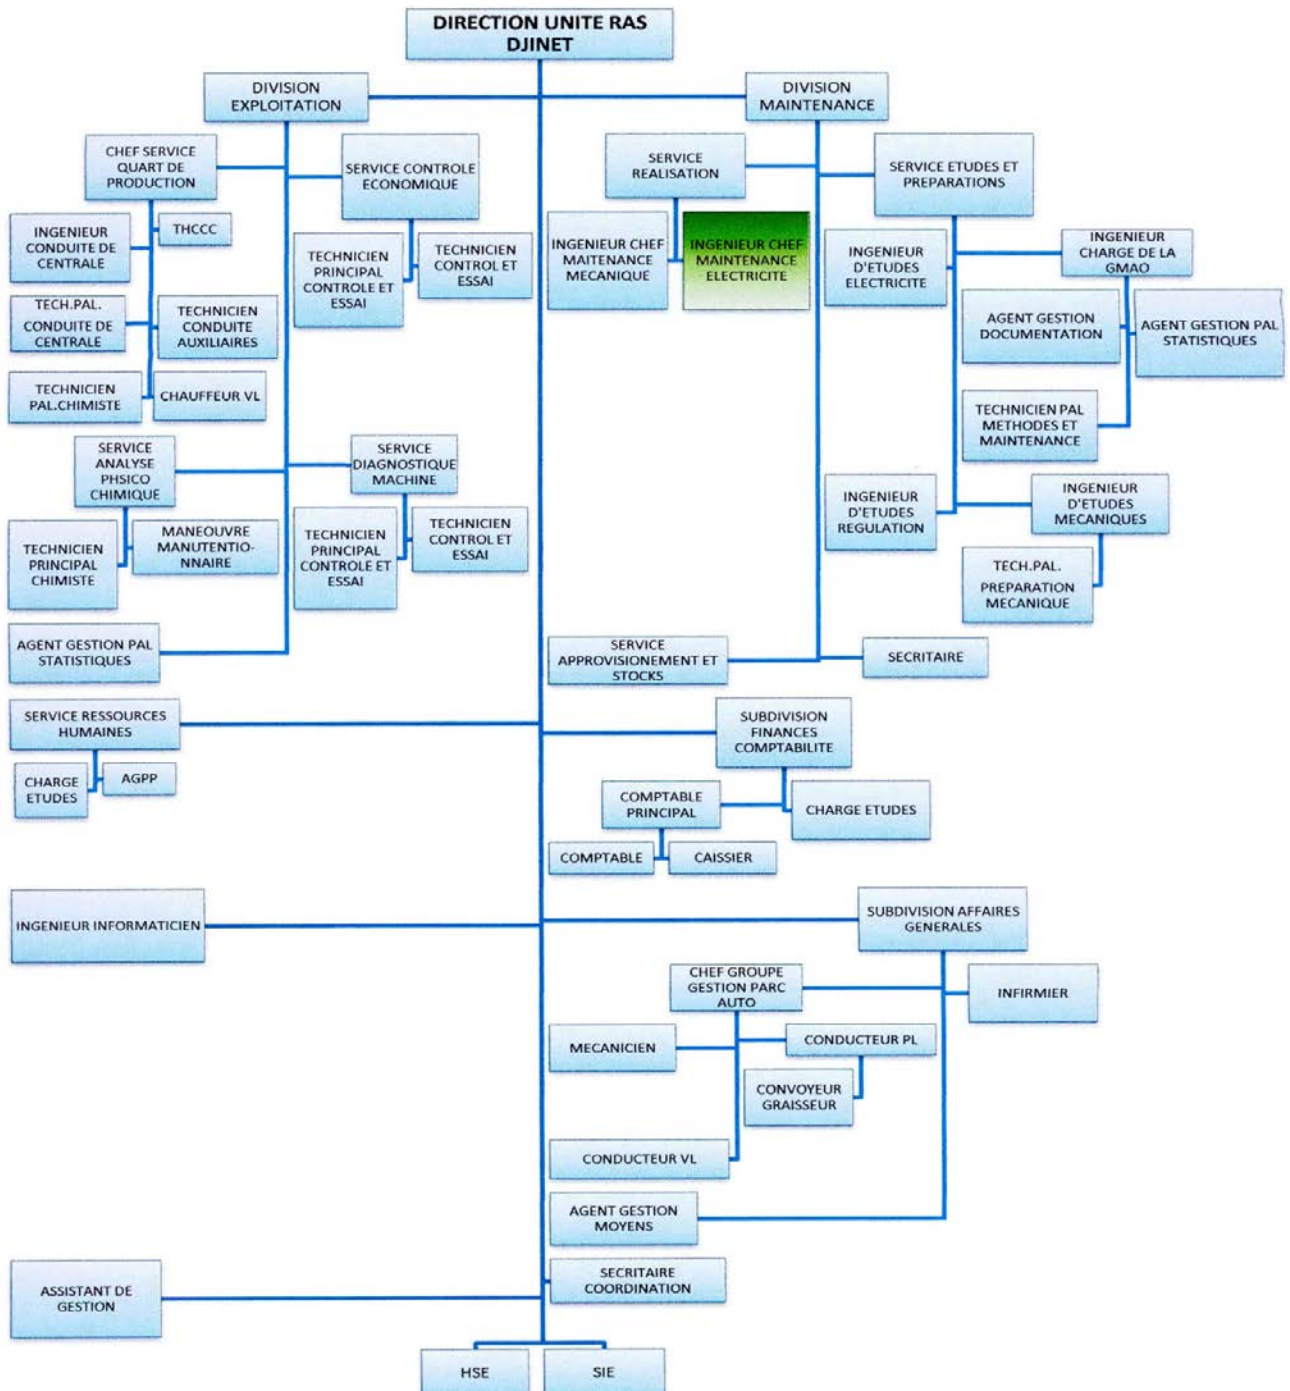 DIRECTION UNITE RAS
DJINET
DIVISION
EXPLOITATION
DIVISION
MAINTENANCE
CHEF SERVICE
QUART DE
PRODUCTION
SERVICE CONTROLE
ECONOMIQUE
SERVICE
REALISATION
SERVICE ETUDES ET
PREPARATIONS
INGENIEUR
CONDUITE DE
CENTRALE
THCCC
TECHNICIEN
PRINCIPAL
CONTROLE ET
ESSAI
TECHNICIEN
CONTROL ET
ESSAI
INGENIEUR CHEF
MAITENANCE
MECANIQUE
INGENIEUR CHEF
MAINTENANCE
ELECTRICITE
INGENIEUR
D'ETUDES
ELECTRICITE
INGENIEUR
CHARGE DE LA
GMAO
TECH.PAL.
CONDUITE DE
CENTRALE
TECHNICIEN
CONDUITE
AUXILIAIRES
AGENT GESTION
DOCUMENTATION
AGENT GESTION PAL
STATISTIQUES
TECHNICIEN
PAL.CHIMISTE
CHAUFFEUR VL
TECHNICIEN PAL
METHODES ET
MAINTENANCE
SERVICE
ANALYSE
PHSICO
CHIMIQUE
SERVICE
DIAGNOSTIQUE
MACHINE
INGENIEUR
D'ETUDES
REGULATION
INGENIEUR
D'ETUDES
MECANIQUES
TECHNICIEN
PRINCIPAL
CHIMISTE
MANEOUVRE
MANUTENTIO-
NNAIRE
TECHNICIEN
PRINCIPAL
CONTROLE ET
ESSAI
TECHNICIEN
CONTROL ET
ESSAI
TECH.PAL.
PREPARATION
MECANIQUE
AGENT GESTION PAL
STATISTIQUES
SERVICE
APPROVISIONEMENT ET
STOCKS
SECRITAIRE
SERVICE RESSOURCES
HUMAINES
SUBDIVISION
FINANCES
COMPTABILITE
CHARGE
ETUDES
AGPP
COMPTABLE
PRINCIPAL
CHARGE ETUDES
COMPTABLE
CAISSIER
INGENIEUR INFORMATICIEN
SUBDIVISION AFFAIRES
GENERALES
CHEF GROUPE
GESTION PARC
AUTO
INFIRMIER
MECANICIEN
CONDUCTEUR PL
CONVOYEUR
GRAISSEUR
CONDUCTEUR VL
AGENT GESTION
MOYENS
ASSISTANT DE
GESTION
SECRITAIRE
COORDINATION
HSE
SIE